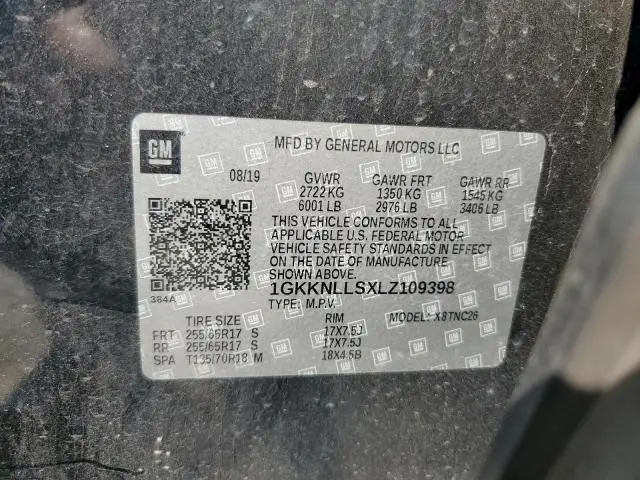 GM
MFD BY GENERAL MOTORS LLC
08/19 GVWR GAWR FRT GAWR RR
2722 KG 1350 KG 1545 KG
6001 LB 2976 LB 3406 LB
THIS VEHICLE CONFORMS TO ALL
APPLICABLE U.S. FEDERAL MOTOR
VEHICLE SAFETY STANDARDS IN EFFECT
ON THE DATE OF MANUFACTURE
SHOWN ABOVE.
384A
1GKKNLLSXLZ109398
TYPE: M.P.V. MODEL: X8TNC26
TIRE SIZE RIM
FRT 255/65R17 S 17X7.5J
RR 255/65R17 S 17X7.5J
SPA T135/70R18 M 18X4.5B